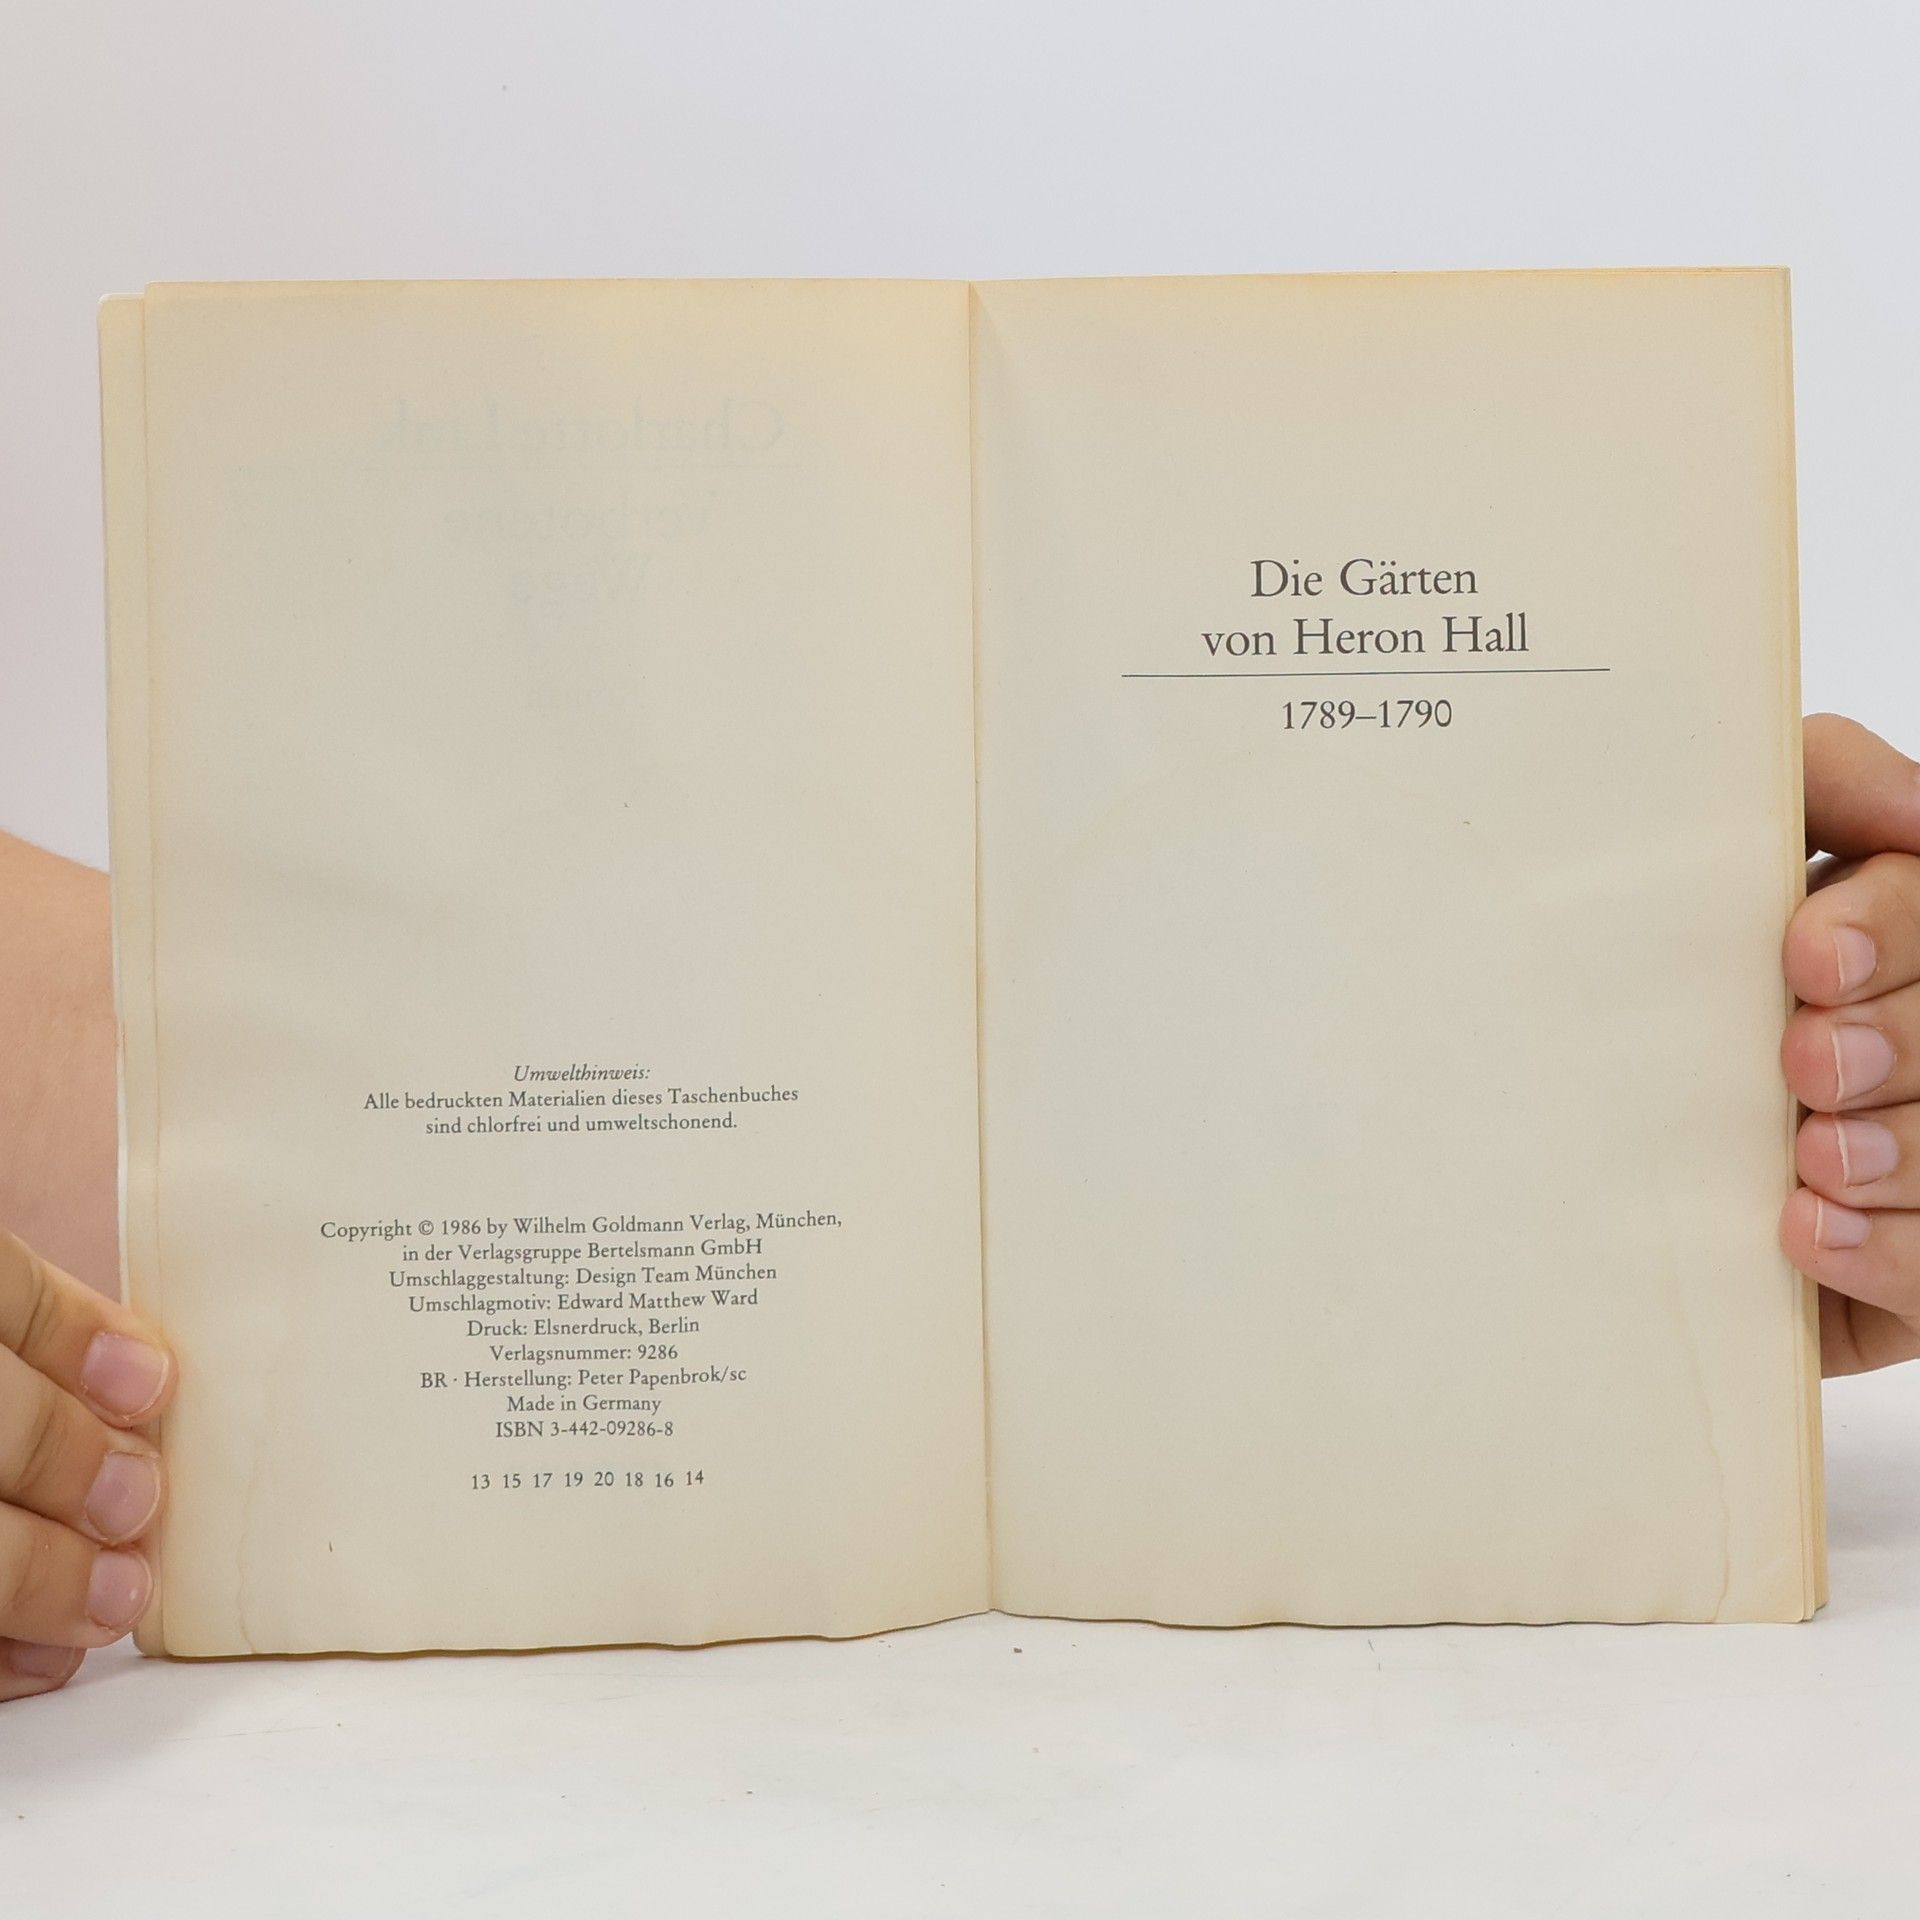 Umwelthinweis:
Alle bedruckten Materialien dieses Taschenbuches
sind chlorfrei und umweltschonend.
Copyright © 1986 by Wilhelm Goldmann Verlag, München,
in der Verlagsgruppe Bertelsmann GmbH
Umschlaggestaltung: Design Team München
Umschlagmotiv: Edward Matthew Ward
Druck: Elsnerdruck, Berlin
Verlagsnummer: 9286
BR · Herstellung: Peter Papenbrok/sc
Made in Germany
ISBN 3-442-09286-8
13 15 17 19 20 18 16 14
Die Gärten
von Heron Hall
1789–1790